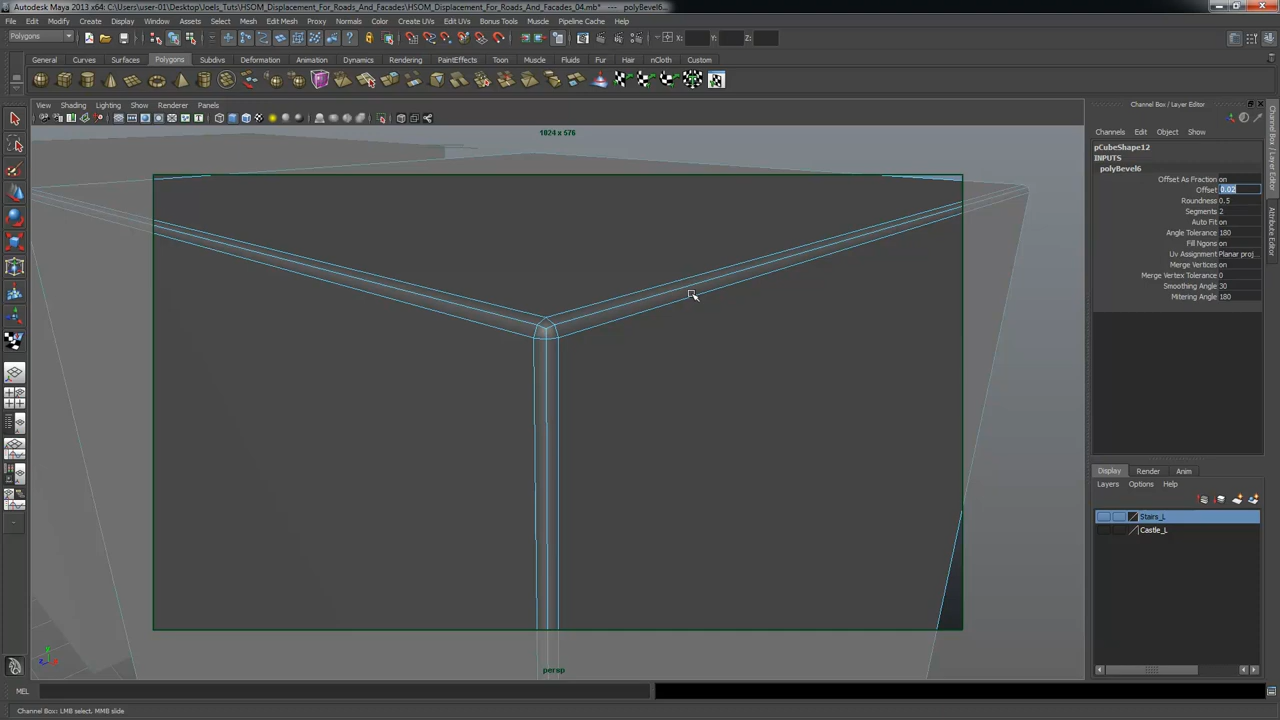 Autodesk Maya 2013 x64: C:\Users\user-01\Desktop\Joels_Tuts\HSOM_Displacement_For_Roads_And_Facades\HSOM_Displacement_For_Roads_And_Facades_04.mb* --- polyBevel6...
File Edit Modify Create Display Window Assets Select Mesh Edit Mesh Proxy Normals Color Create UVs Edit UVs Bonus Tools Muscle Pipeline Cache Help
Polygons X: Y: Z:
General Curves Surfaces Polygons Subdivs Deformation Animation Dynamics Rendering PaintEffects Toon Muscle Fluids Fur Hair nCloth Custom
View Shading Lighting Show Renderer Panels
1024 x 576
persp
Channel Box / Layer Editor
Channels Edit Object Show
pCubeShape12
INPUTS
polyBevel6
Offset As Fraction on
Offset 0.02
Roundness 0.5
Segments 2
Auto Fit on
Angle Tolerance 180
Fill Ngons on
Uv Assignment Planar proj...
Merge Vertices on
Merge Vertex Tolerance 0
Smoothing Angle 30
Mitering Angle 180
Channel Box / Layer Editor
Attribute Editor
Display Render Anim
Layers Options Help
Stairs_L
Castle_L
MEL
Channel Box: LMB select, MMB slide